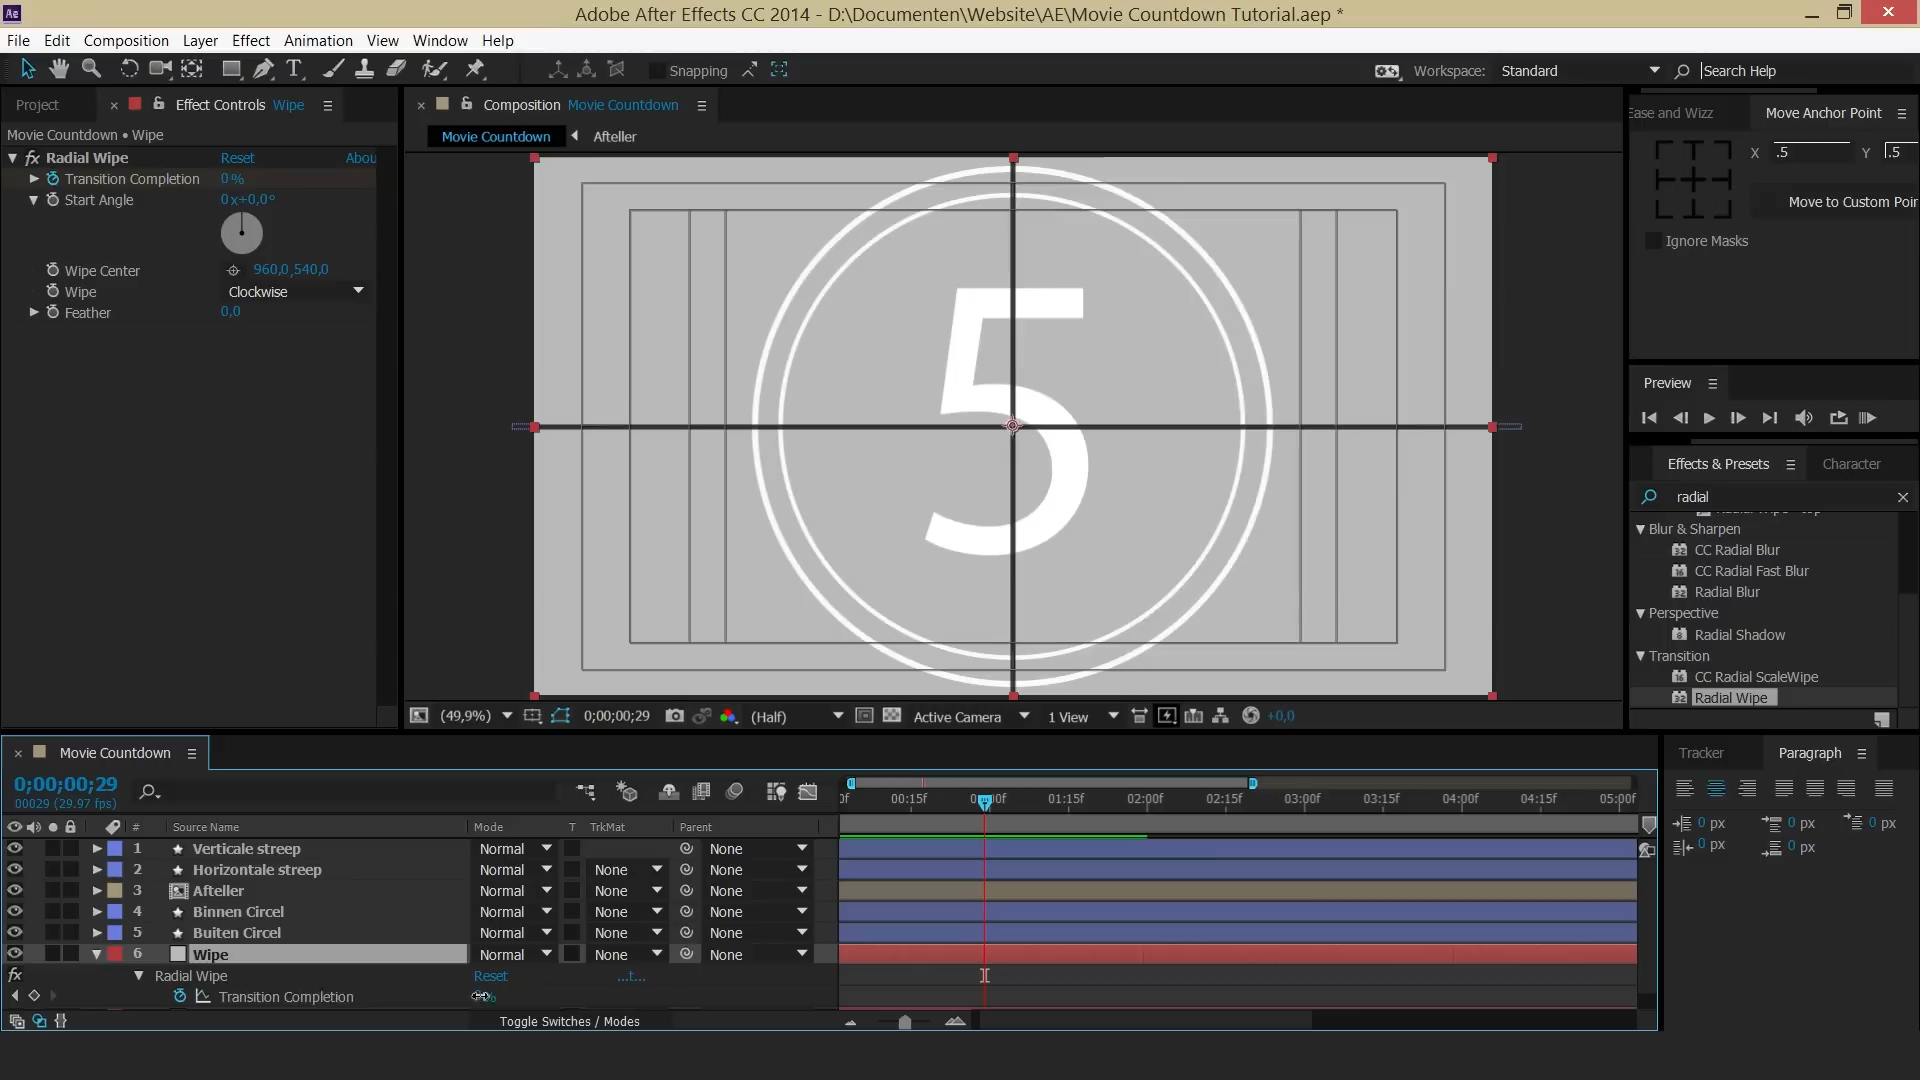 Ae
Adobe After Effects CC 2014 - D:\Documenten\Website\AE\Movie Countdown Tutorial.aep *
File Edit Composition Layer Effect Animation View Window Help
Snapping
Workspace: Standard
Search Help
Project
Effect Controls Wipe
Composition Movie Countdown
Ease and Wizz
Move Anchor Point
Movie Countdown • Wipe
Movie Countdown
Afteller
fx Radial Wipe Reset Abou
Transition Completion 0 %
Start Angle 0 x+0,0°
Wipe Center 960,0,540,0
Wipe Clockwise
Feather 0,0
X .5 Y .5
Move to Custom Poin
Ignore Masks
5
Preview
Effects & Presets
Character
radial
Blur & Sharpen
CC Radial Blur
CC Radial Fast Blur
Radial Blur
Perspective
Radial Shadow
Transition
CC Radial ScaleWipe
Radial Wipe
(49,9%) 0;00;00;29 (Half) Active Camera 1 View +0,0
Movie Countdown
0;00;00;29
00029 (29.97 fps)
00:15f 01:15f 02:00f 02:15f 03:00f 03:15f 04:00f 04:15f 05:00f
# Source Name Mode T TrkMat Parent
1 Verticale streep Normal None
2 Horizontale streep Normal None None
3 Afteller Normal None None
4 Binnen Circel Normal None None
5 Buiten Circel Normal None None
6 Wipe Normal None None
fx Radial Wipe Reset ...t...
Transition Completion
Toggle Switches / Modes
Tracker
Paragraph
0 px 0 px 0 px
0 px 0 px